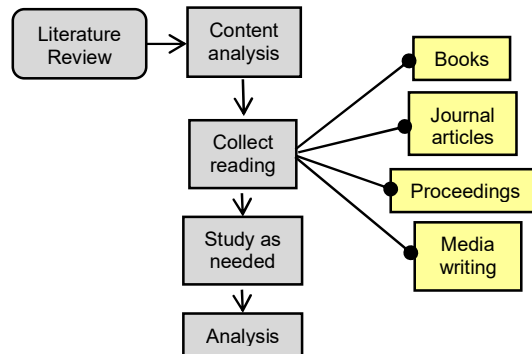 Literature
Review
Content
analysis
Books
Journal
articles
Collect
reading
Proceedings
Study as
needed
Media
writing
Analysis